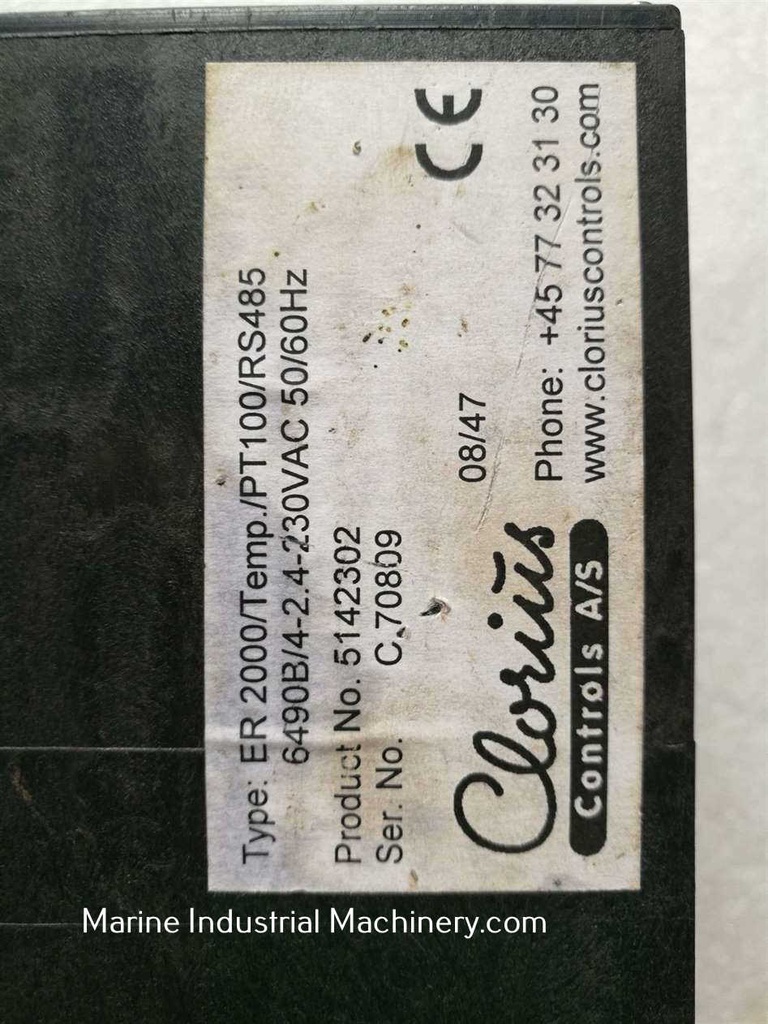 Type: ER 2000/Temp./PT100/RS485
6490B/4-2.4-230VAC 50/60Hz
Product No. 5142302
Ser. No. C.70809
08/47
CE
Clorius
Controls A/S
Phone: +45 77 32 31 30
www.cloriuscontrols.com
Marine Industrial Machinery.com